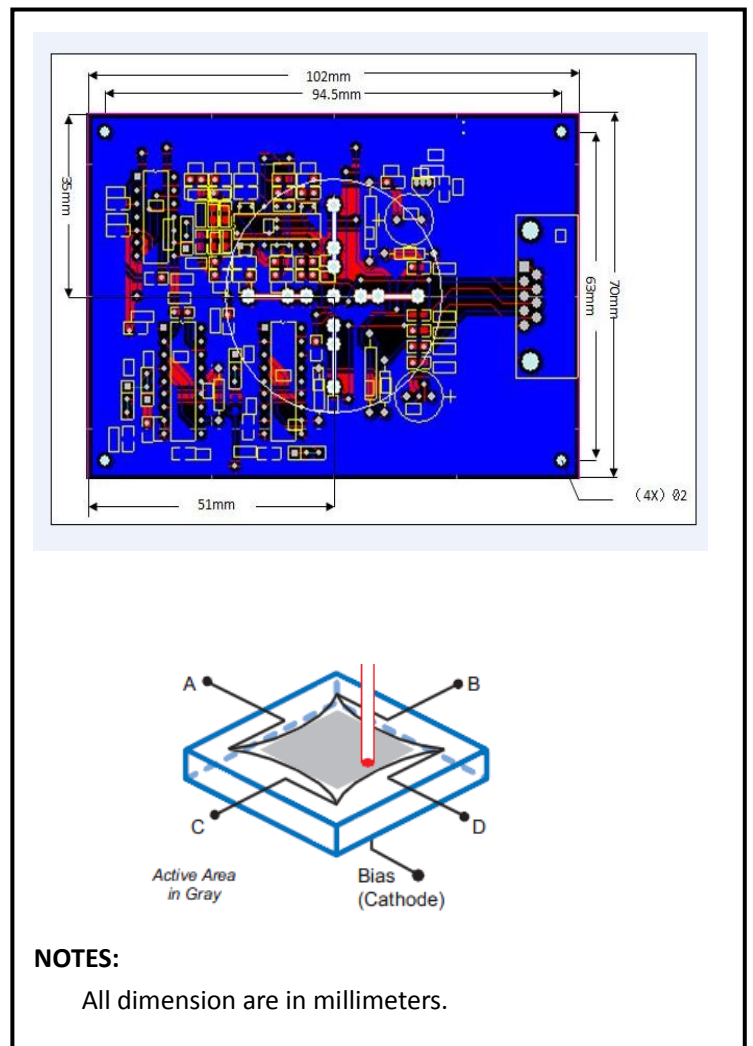 102mm
94.5mm
35mm
63mm
70mm
51mm
(4X) Ø2
A
B
C
D
Active Area
in Gray
Bias
(Cathode)
NOTES:
All dimension are in millimeters.